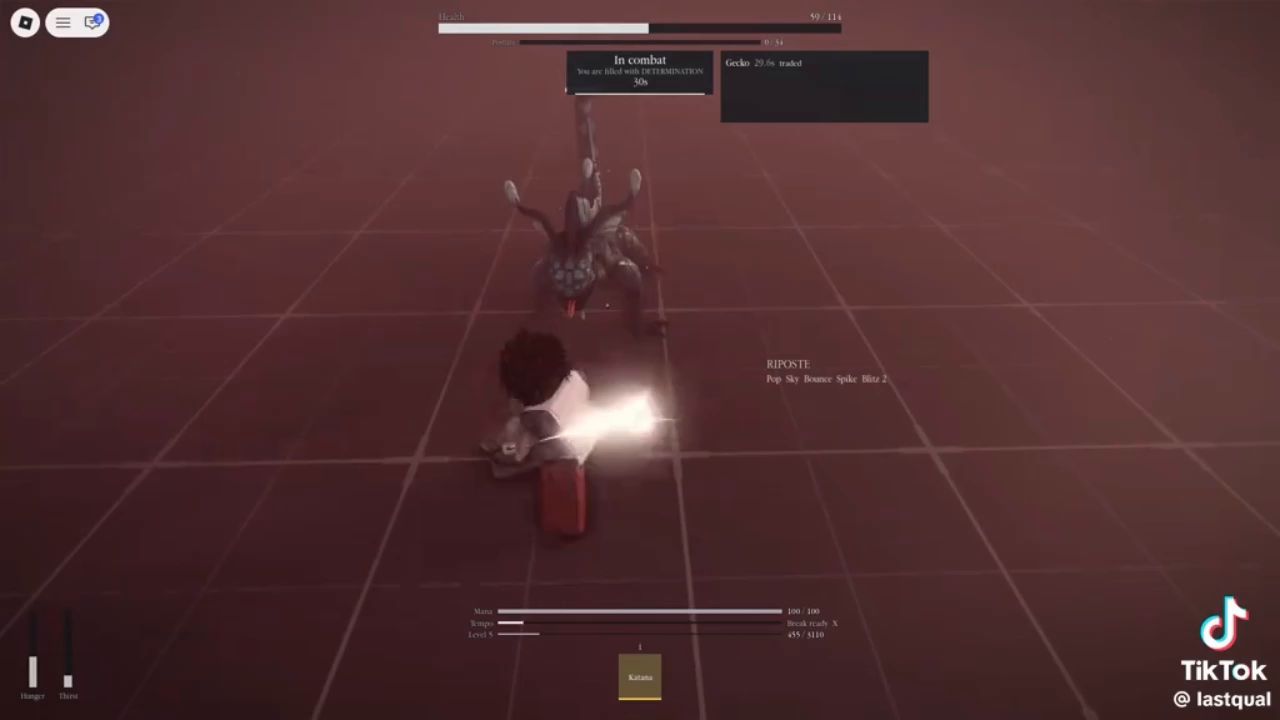 3
Health
59 / 114
Posture
0 / 34
In combat
You are filled with DETERMINATION
30s
Gecko 29.6s traded
RIPOSTE
Pop Sky Bounce Spike Blitz 2
Mana
100 / 100
Tempo
Break ready X
Level 5
455 / 3110
1
Katana
Hunger
Thirst
TikTok
@ lastqual